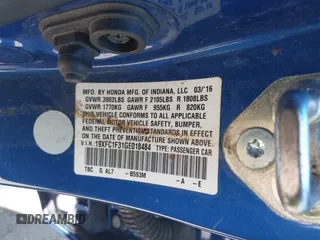 MFD. BY HONDA MFG. OF INDIANA, LLC 03/'16
GVWR 3902LBS GAWR F 2105LBS R 1808LBS
GVWR 1770KG GAWR F 955KG R 820KG
THIS VEHICLE CONFORMS TO ALL APPLICABLE
FEDERAL MOTOR VEHICLE SAFETY, BUMPER,
AND THEFT PREVENTION STANDARDS IN EFFECT
ON THE DATE OF MANUFACTURE SHOWN ABOVE.
V.I.N.: 19XFC1F31GE018484 TYPE: PASSENGER CAR
TBC G AL7 - B593M -A -E
DREAMBID